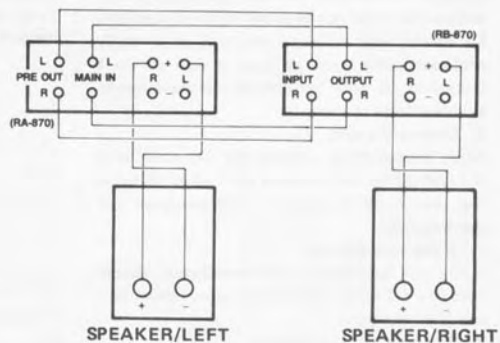 (RB-870)
L L + L L +
PRE OUT MAIN IN R L INPUT OUTPUT R L
R R − R R −
(RA-870)
+ − + −
SPEAKER/LEFT SPEAKER/RIGHT